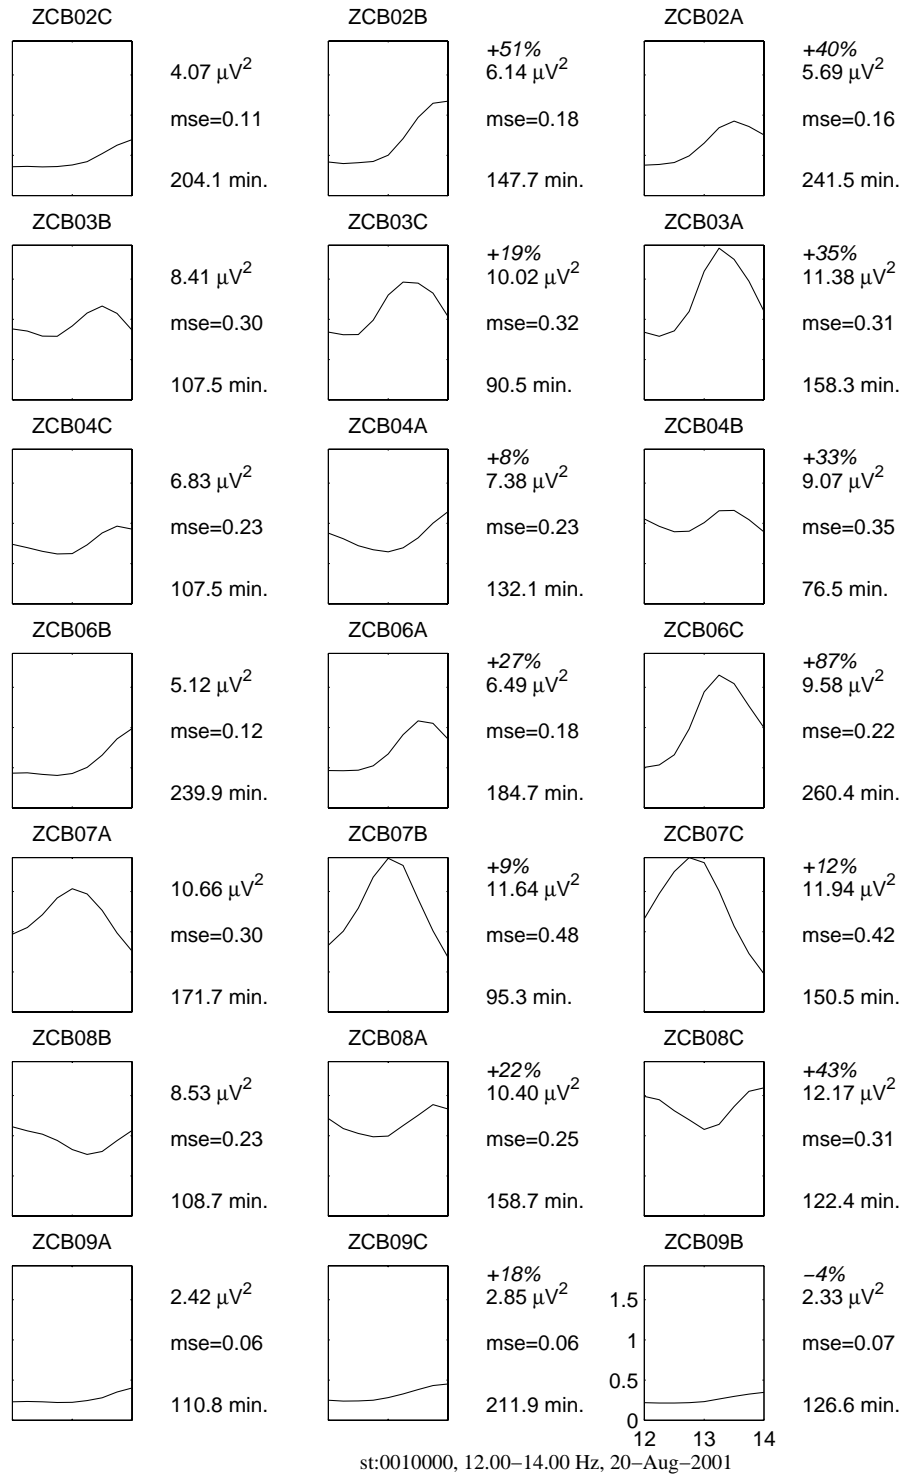 ZCB02C ZCB02B ZCB02A
+51% +40%
4.07 μV² 6.14 μV² 5.69 μV²
mse=0.11 mse=0.18 mse=0.16
204.1 min. 147.7 min. 241.5 min.
ZCB03B ZCB03C ZCB03A
+19% +35%
8.41 μV² 10.02 μV² 11.38 μV²
mse=0.30 mse=0.32 mse=0.31
107.5 min. 90.5 min. 158.3 min.
ZCB04C ZCB04A ZCB04B
+8% +33%
6.83 μV² 7.38 μV² 9.07 μV²
mse=0.23 mse=0.23 mse=0.35
107.5 min. 132.1 min. 76.5 min.
ZCB06B ZCB06A ZCB06C
+27% +87%
5.12 μV² 6.49 μV² 9.58 μV²
mse=0.12 mse=0.18 mse=0.22
239.9 min. 184.7 min. 260.4 min.
ZCB07A ZCB07B ZCB07C
+9% +12%
10.66 μV² 11.64 μV² 11.94 μV²
mse=0.30 mse=0.48 mse=0.42
171.7 min. 95.3 min. 150.5 min.
ZCB08B ZCB08A ZCB08C
+22% +43%
8.53 μV² 10.40 μV² 12.17 μV²
mse=0.23 mse=0.25 mse=0.31
108.7 min. 158.7 min. 122.4 min.
ZCB09A ZCB09C ZCB09B
+18% −4%
2.42 μV² 2.85 μV² 1.5 2.33 μV²
mse=0.06 mse=0.06 1 mse=0.07
0.5
110.8 min. 211.9 min. 126.6 min.
0
12 13 14
st:0010000, 12.00−14.00 Hz, 20−Aug−2001